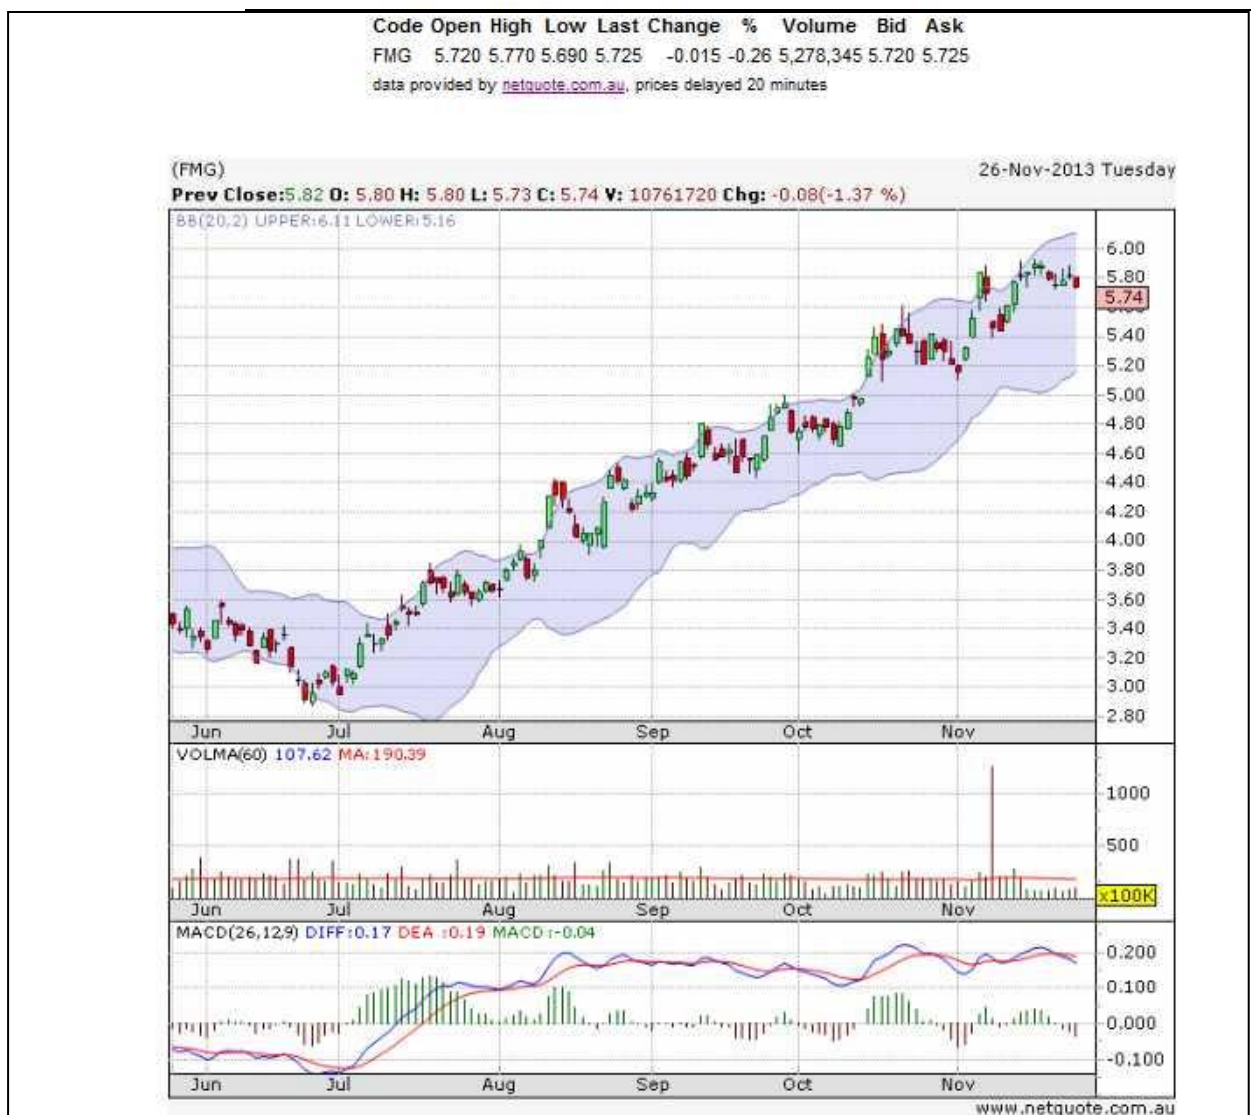 Code Open High Low Last Change % Volume Bid Ask
FMG 5.720 5.770 5.690 5.725 -0.015 -0.26 5,278,345 5.720 5.725
data provided by netquote.com.au, prices delayed 20 minutes
(FMG) 26-Nov-2013 Tuesday
Prev Close:5.82 O: 5.80 H: 5.80 L: 5.73 C: 5.74 V: 10761720 Chg: -0.08(-1.37 %)
BB(20,2) UPPER:6.11 LOWER:5.16
6.00
5.80
5.74
5.40
5.20
5.00
4.80
4.60
4.40
4.20
4.00
3.80
3.60
3.40
3.20
3.00
2.80
Jun Jul Aug Sep Oct Nov
VOLMA(60) 107.62 MA:190.39
1000
500
x100K
Jun Jul Aug Sep Oct Nov
MACD(26,12,9) DIFF:0.17 DEA :0.19 MACD :-0.04
0.200
0.100
0.000
-0.100
Jun Jul Aug Sep Oct Nov
www.netquote.com.au